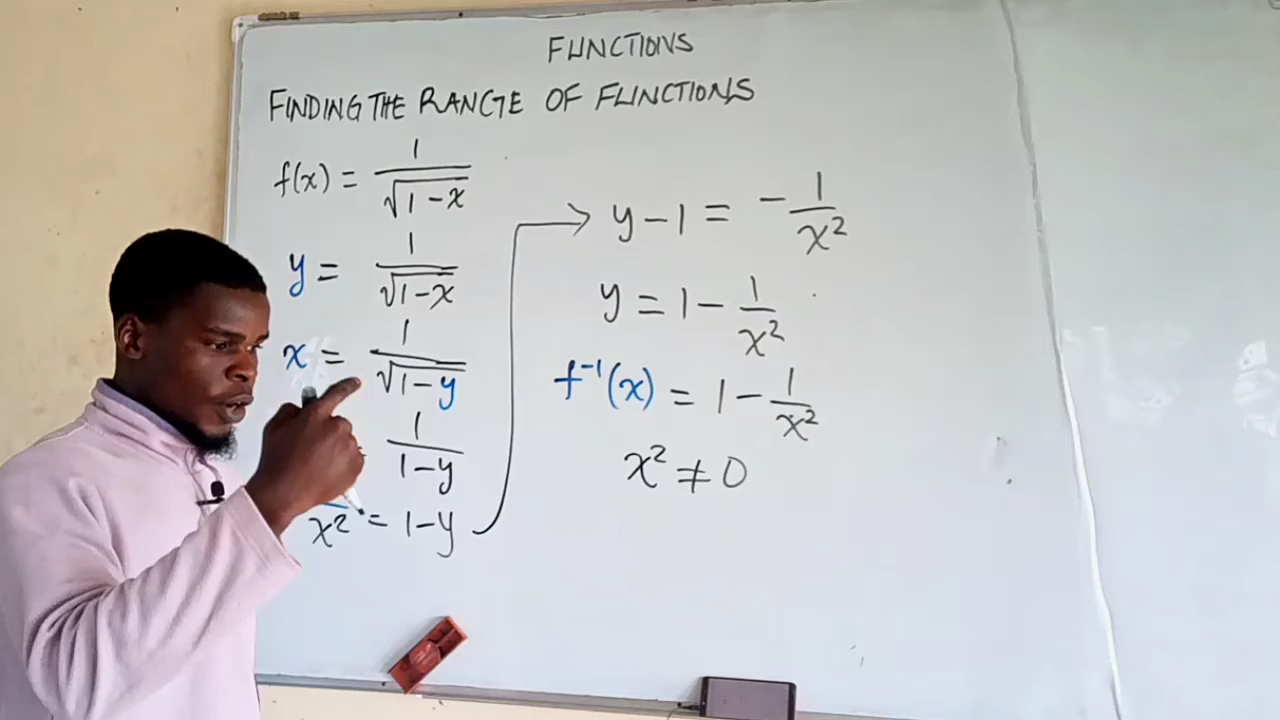 FUNCTIONS
FINDING THE RANGE OF FUNCTIONS
f(x) = 1/√(1-x)
y = 1/√(1-x)
x = 1/√(1-y)
1/(1-y)
x² = 1-y
y-1 = -1/x²
y = 1-1/x²
f⁻¹(x) = 1-1/x²
x² ≠ 0